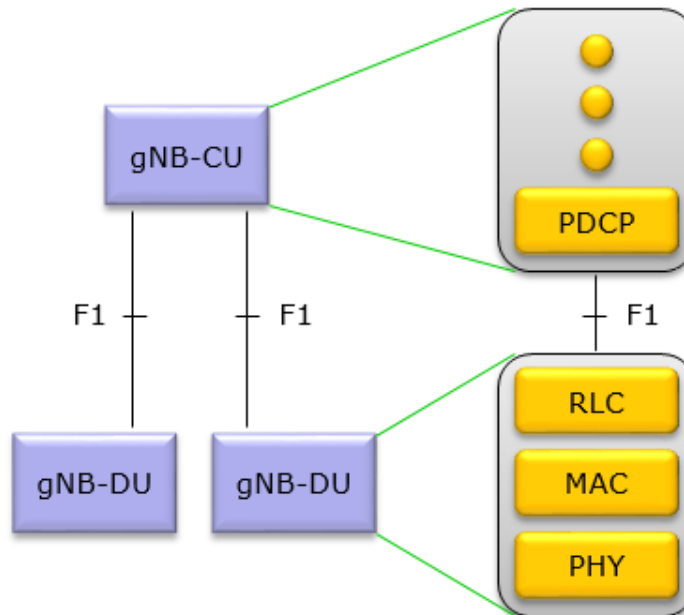 gNB-CU
PDCP
F1
F1
F1
RLC
gNB-DU
gNB-DU
MAC
PHY